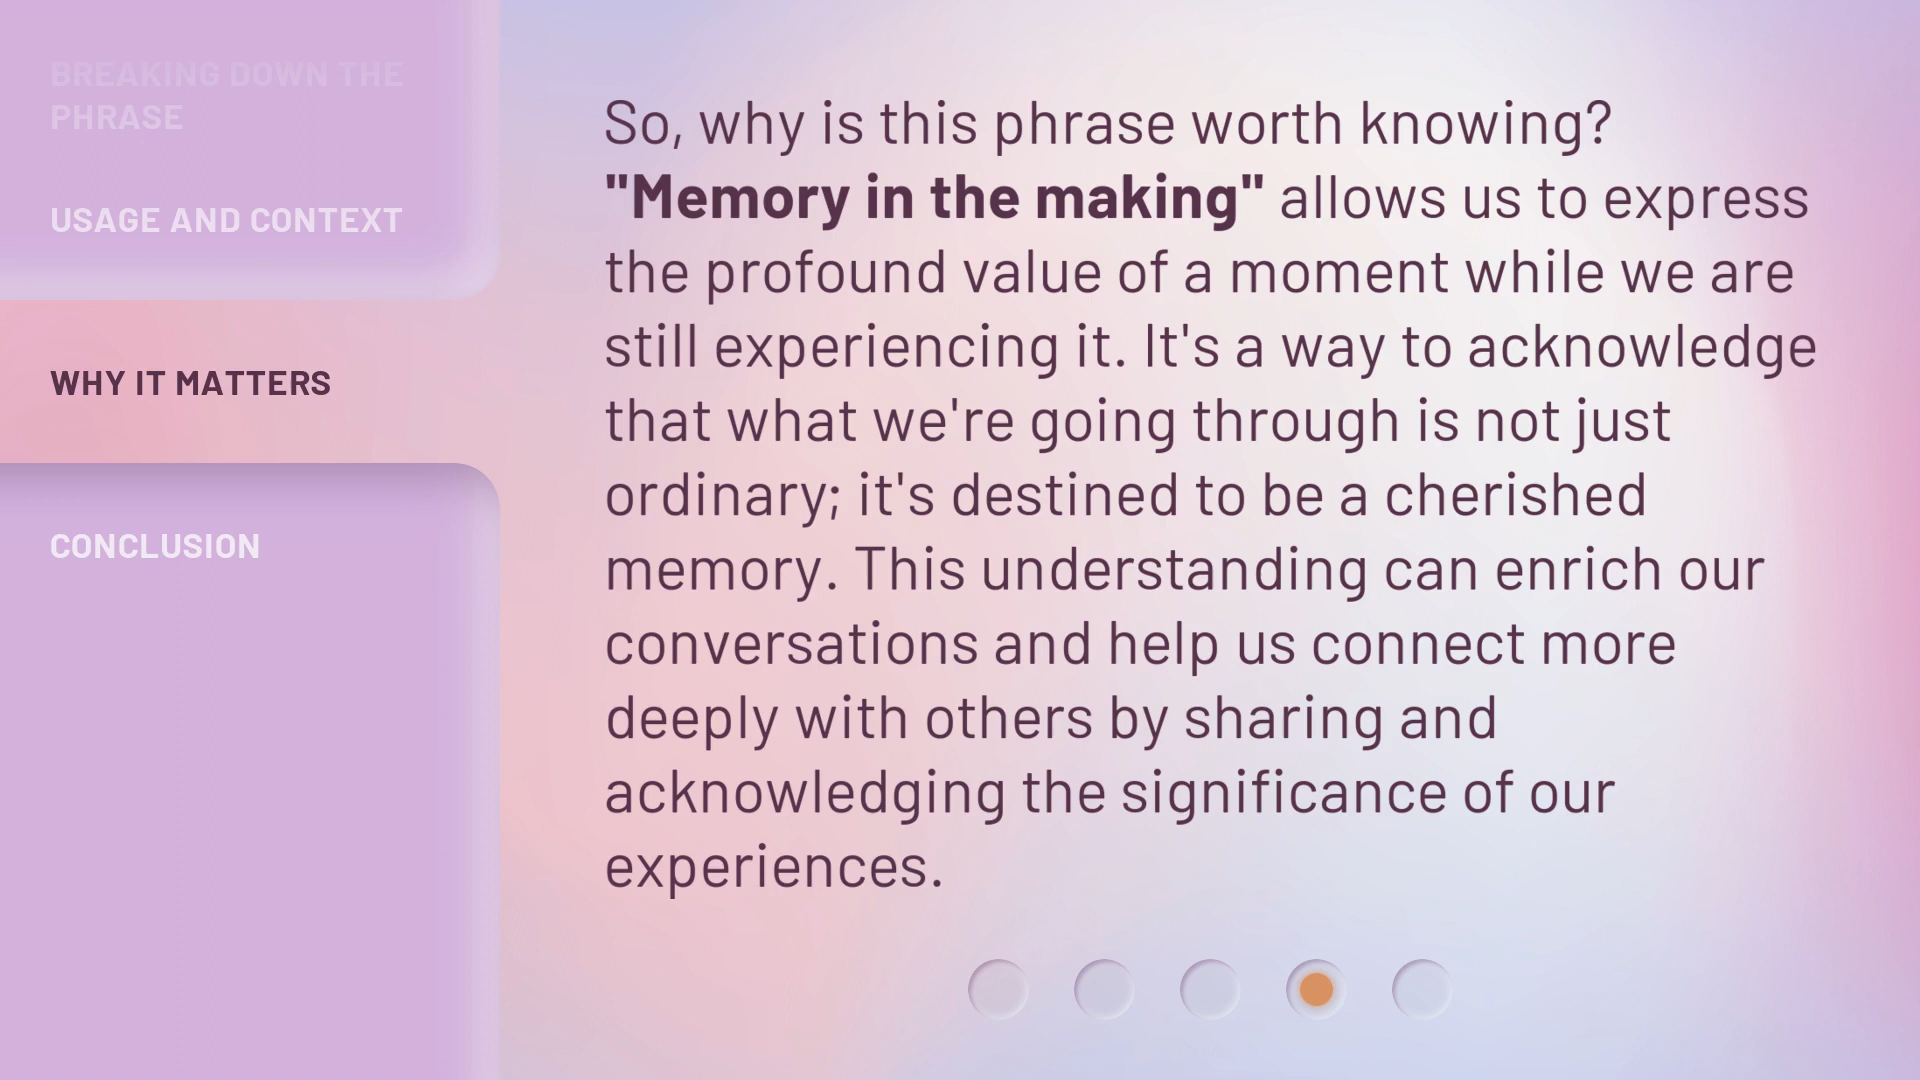 BREAKING DOWN THE
PHRASE
USAGE AND CONTEXT
WHY IT MATTERS
CONCLUSION
So, why is this phrase worth knowing?
"Memory in the making" allows us to express
the profound value of a moment while we are
still experiencing it. It's a way to acknowledge
that what we're going through is not just
ordinary; it's destined to be a cherished
memory. This understanding can enrich our
conversations and help us connect more
deeply with others by sharing and
acknowledging the significance of our
experiences.